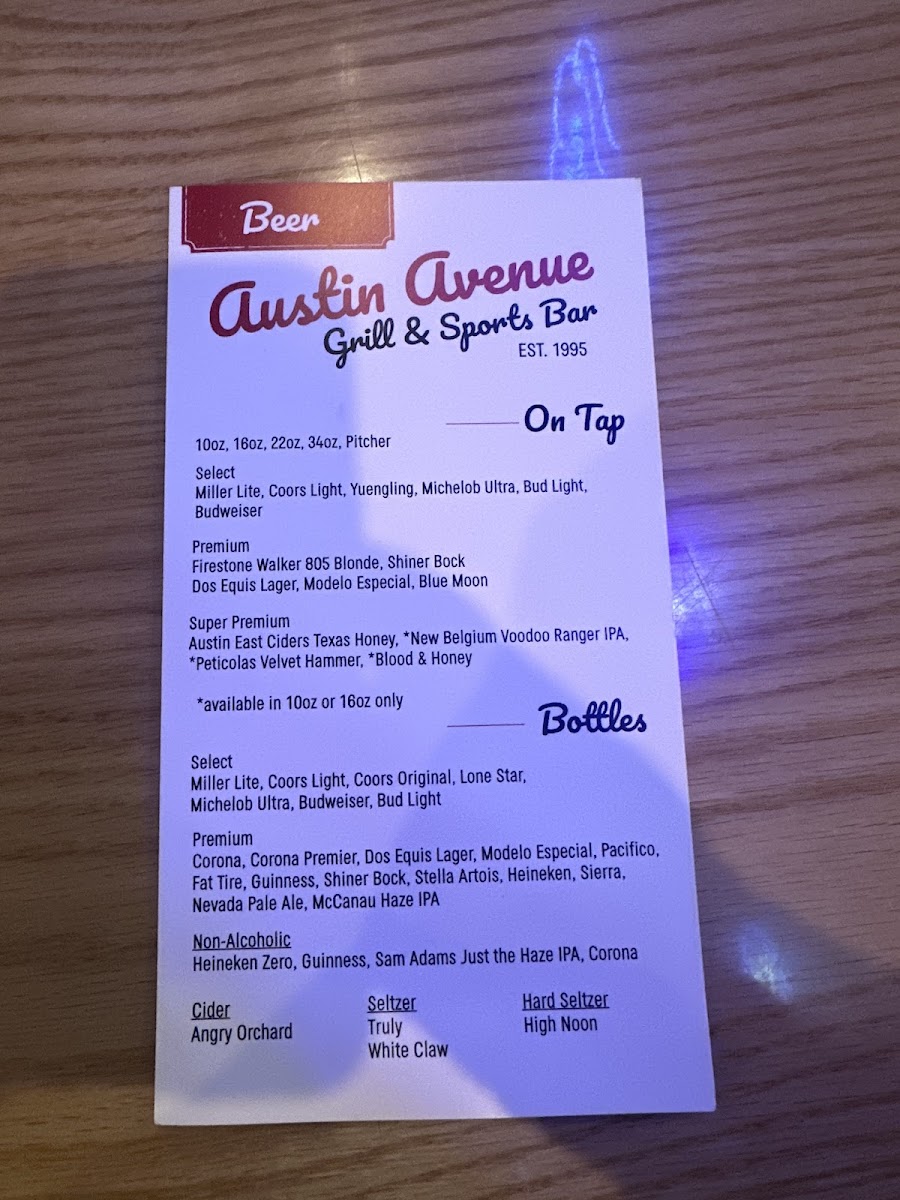 Beer
Austin Avenue
Grill & Sports Bar
EST. 1995
On Tap
10oz, 16oz, 22oz, 34oz, Pitcher
Select
Miller Lite, Coors Light, Yuengling, Michelob Ultra, Bud Light,
Budweiser
Premium
Firestone Walker 805 Blonde, Shiner Bock
Dos Equis Lager, Modelo Especial, Blue Moon
Super Premium
Austin East Ciders Texas Honey, *New Belgium Voodoo Ranger IPA,
*Peticolas Velvet Hammer, *Blood & Honey
*available in 10oz or 16oz only
Bottles
Select
Miller Lite, Coors Light, Coors Original, Lone Star,
Michelob Ultra, Budweiser, Bud Light
Premium
Corona, Corona Premier, Dos Equis Lager, Modelo Especial, Pacifico,
Fat Tire, Guinness, Shiner Bock, Stella Artois, Heineken, Sierra,
Nevada Pale Ale, McCanau Haze IPA
Non-Alcoholic
Heineken Zero, Guinness, Sam Adams Just the Haze IPA, Corona
Cider
Angry Orchard
Seltzer
Truly
White Claw
Hard Seltzer
High Noon